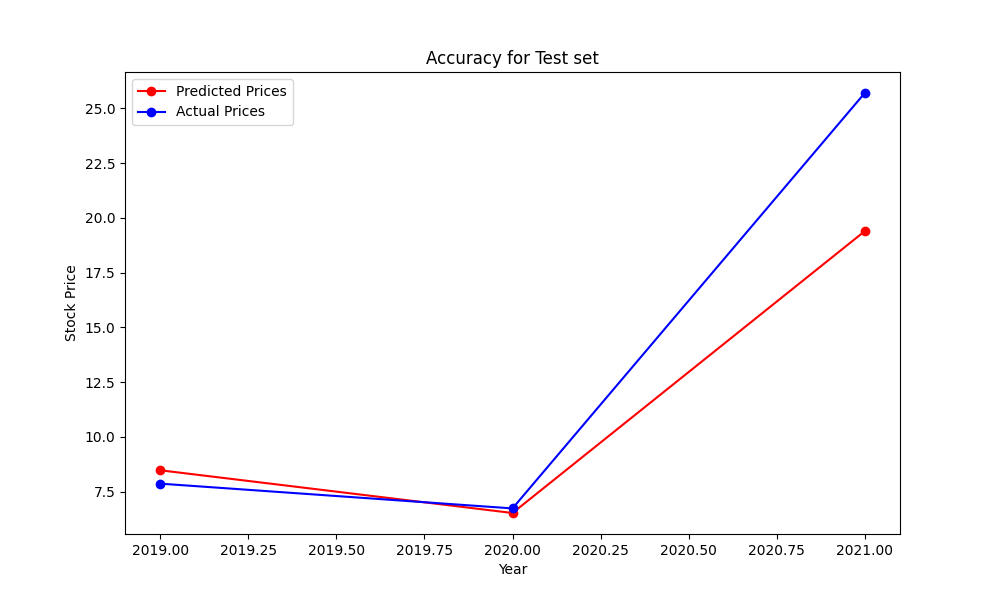 Accuracy for Test set
Predicted Prices
Actual Prices
25.0
22.5
20.0
17.5
15.0
12.5
10.0
7.5
Stock Price
2019.00 2019.25 2019.50 2019.75 2020.00 2020.25 2020.50 2020.75 2021.00
Year